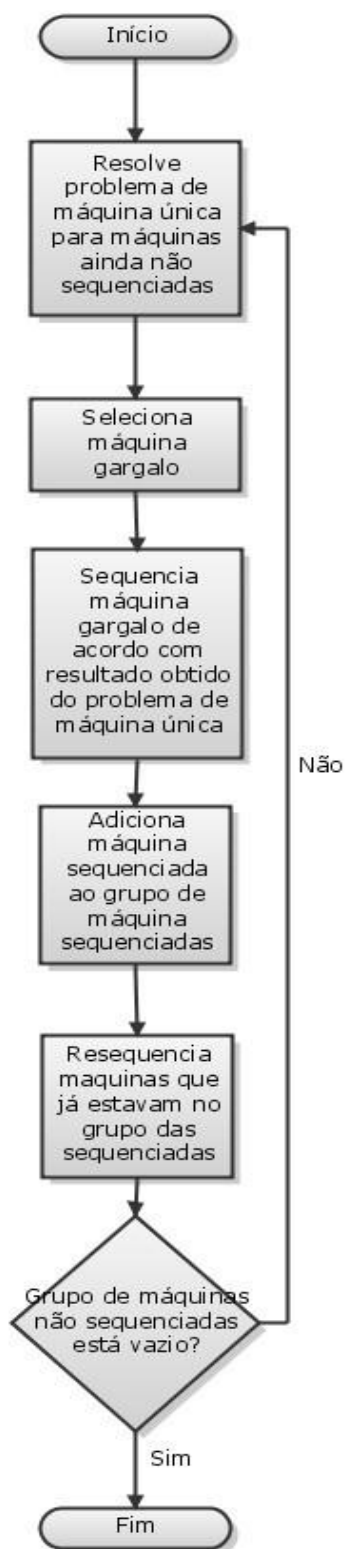 Início
Resolve
problema de
máquina única
para máquinas
ainda não
sequenciadas
Seleciona
máquina
gargalo
Sequencia
máquina
gargalo de
acordo com
resultado obtido
do problema de
máquina única
Não
Adiciona
máquina
sequenciada
ao grupo de
máquina
sequenciadas
Resequencia
maquinas que
já estavam no
grupo das
sequenciadas
Grupo de máquinas
não sequenciadas
está vazio?
Sim
Fim